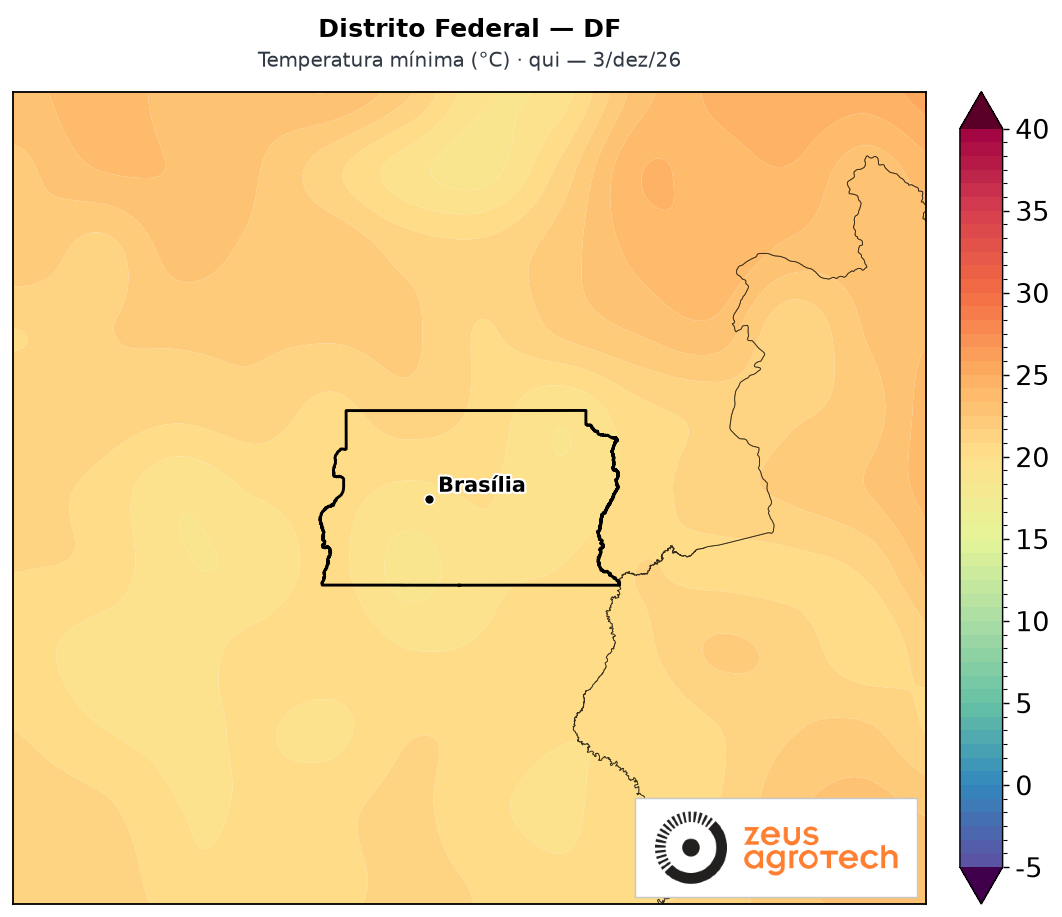 Distrito Federal — DF
Temperatura mínima (°C) · qui — 3/dez/26
Brasília
40
35
30
25
20
15
10
5
0
-5
zeus
agrotech